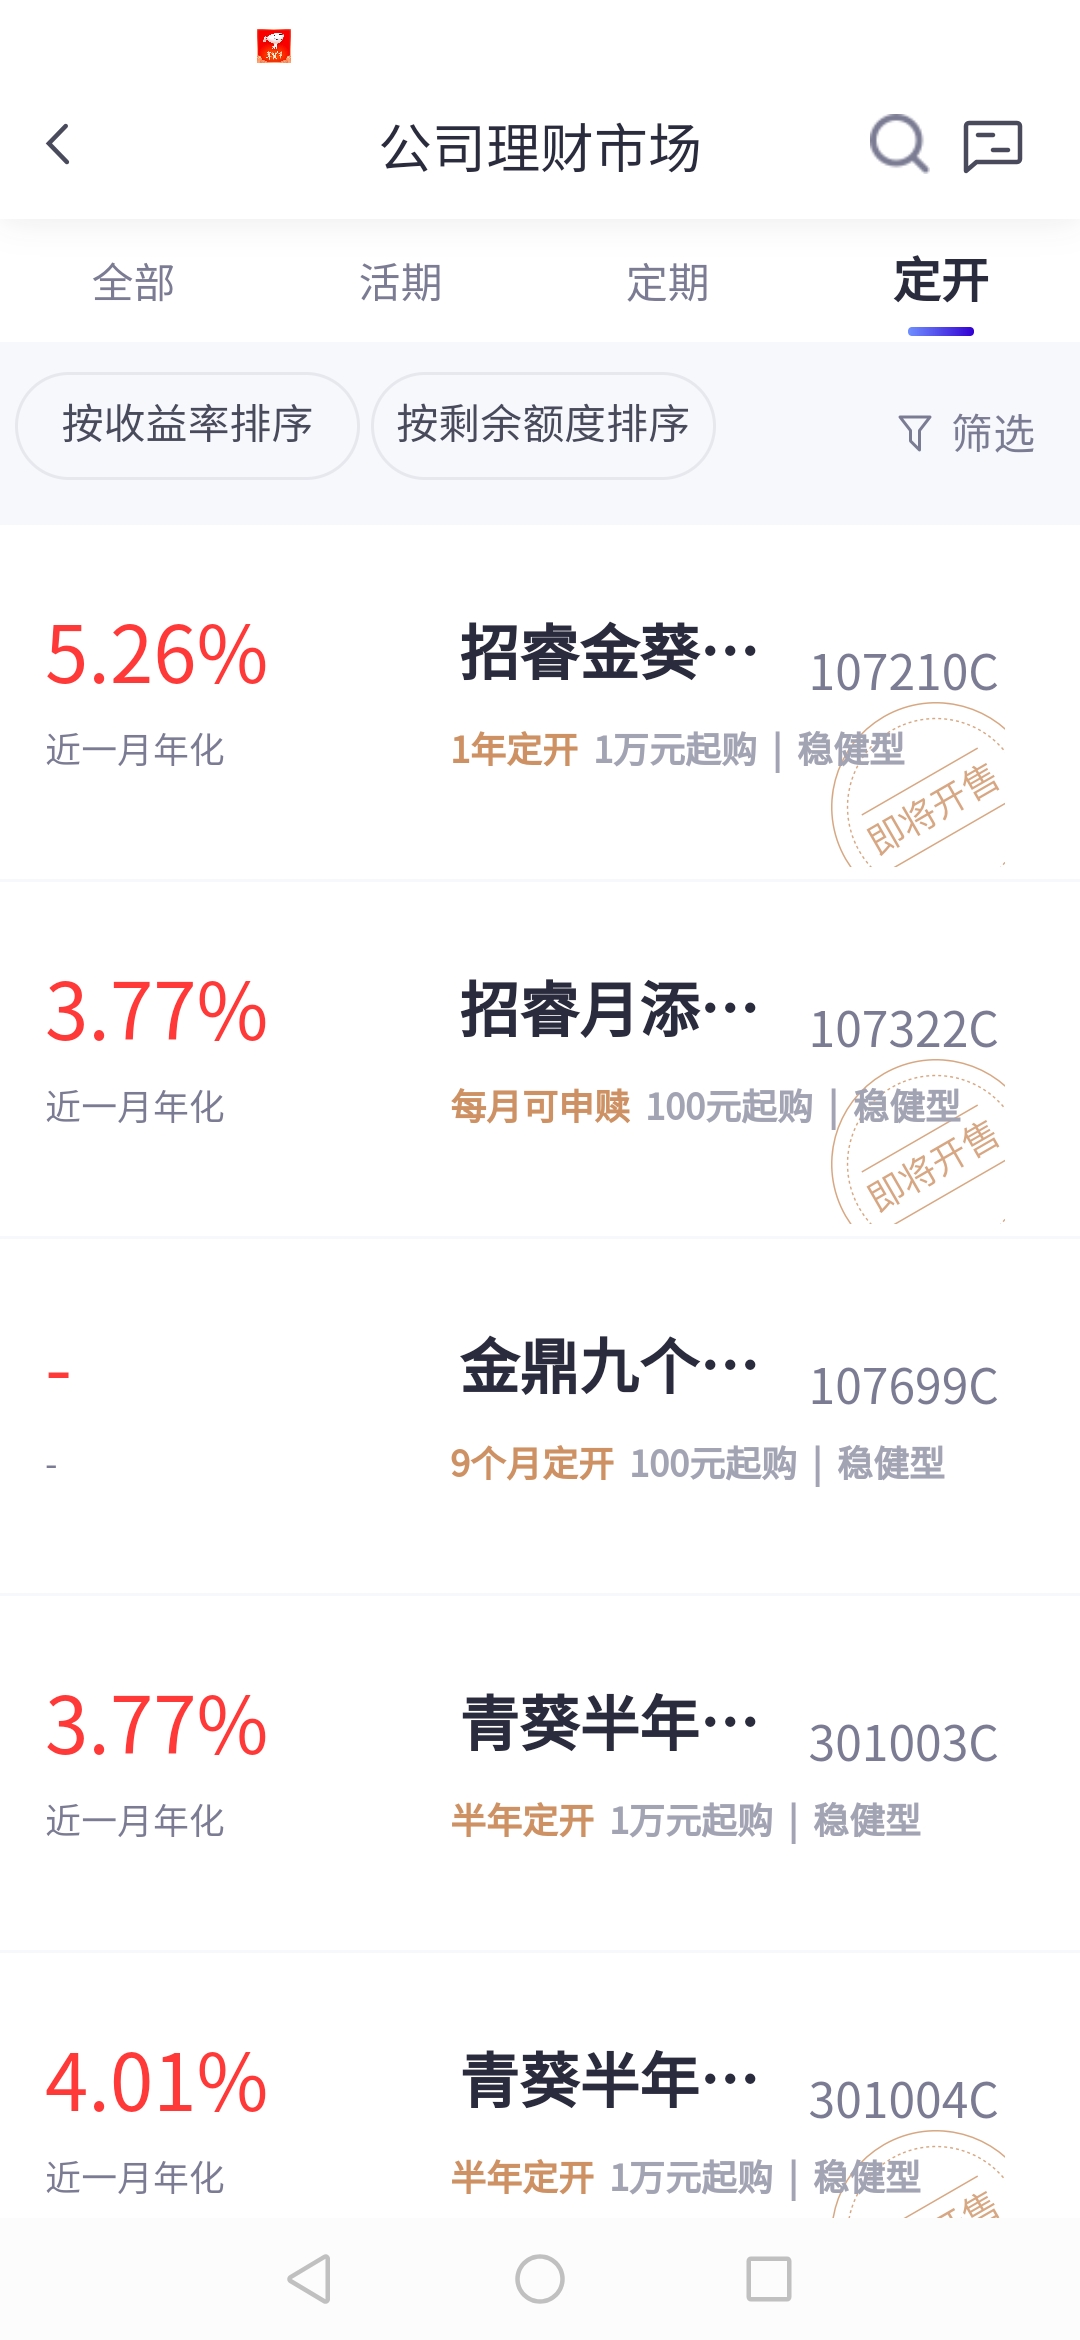 公司理财市场
全部 活期 定期 定开
按收益率排序 按剩余额度排序 筛选
5.26% 招睿金葵… 107210C
近一月年化 1年定开 1万元起购 | 稳健型
即将开售
3.77% 招睿月添… 107322C
近一月年化 每月可申赎 100元起购 | 稳健型
即将开售
- 金鼎九个… 107699C
- 9个月定开 100元起购 | 稳健型
3.77% 青葵半年… 301003C
近一月年化 半年定开 1万元起购 | 稳健型
4.01% 青葵半年… 301004C
近一月年化 半年定开 1万元起购 | 稳健型
售